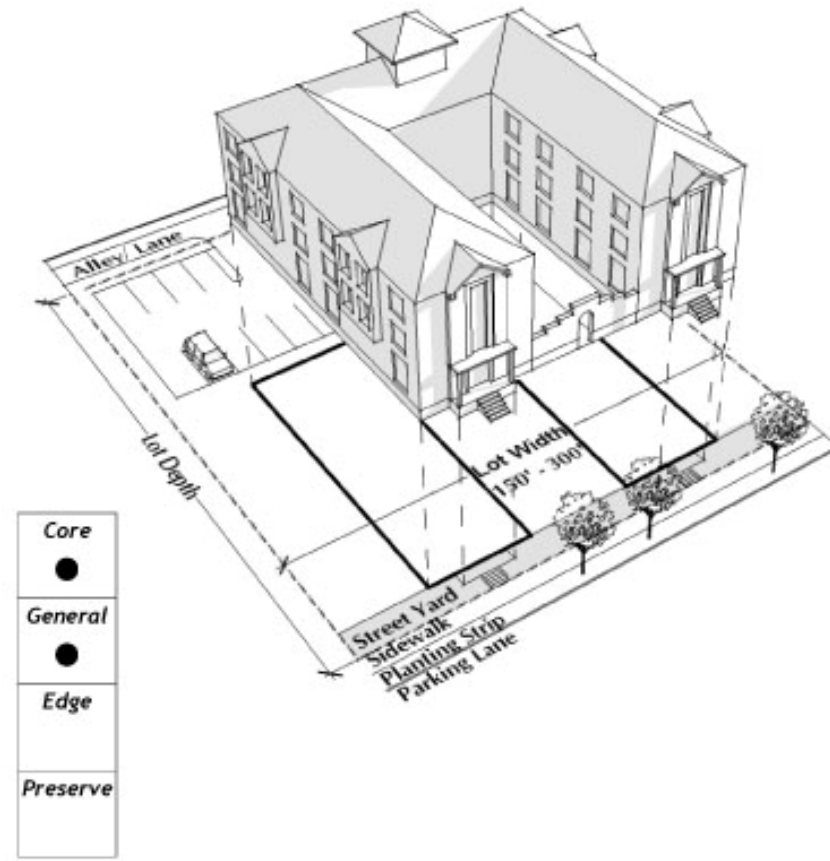 Alley/ Lane
Lot Depth
Lot Width
150' - 300'
Street Yard
Sidewalk
Planting Strip
Parking Lane
Core
General
Edge
Preserve